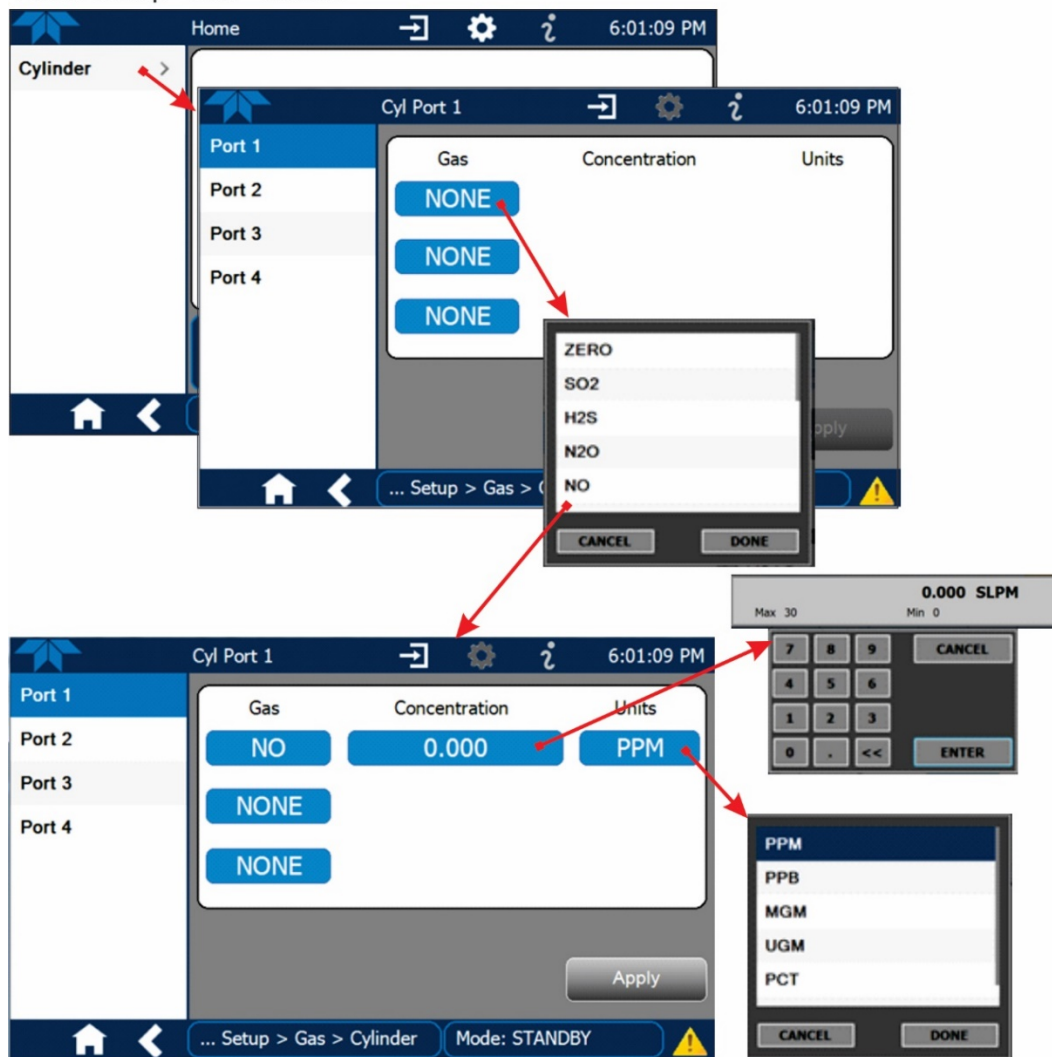 Home 6:01:09 PM
Cylinder >
Cyl Port 1 6:01:09 PM
Port 1
Port 2
Port 3
Port 4
Gas Concentration Units
NONE
NONE
NONE
ZERO
SO2
H2S
N2O
NO
CANCEL DONE
... Setup > Gas >
0.000 SLPM
Max 30 Min 0
7 8 9 CANCEL
4 5 6
1 2 3
0 . << ENTER
Cyl Port 1 6:01:09 PM
Port 1
Port 2
Port 3
Port 4
Gas Concentration Units
NO 0.000 PPM
NONE
NONE
Apply
... Setup > Gas > Cylinder Mode: STANDBY
PPM
PPB
MGM
UGM
PCT
CANCEL DONE